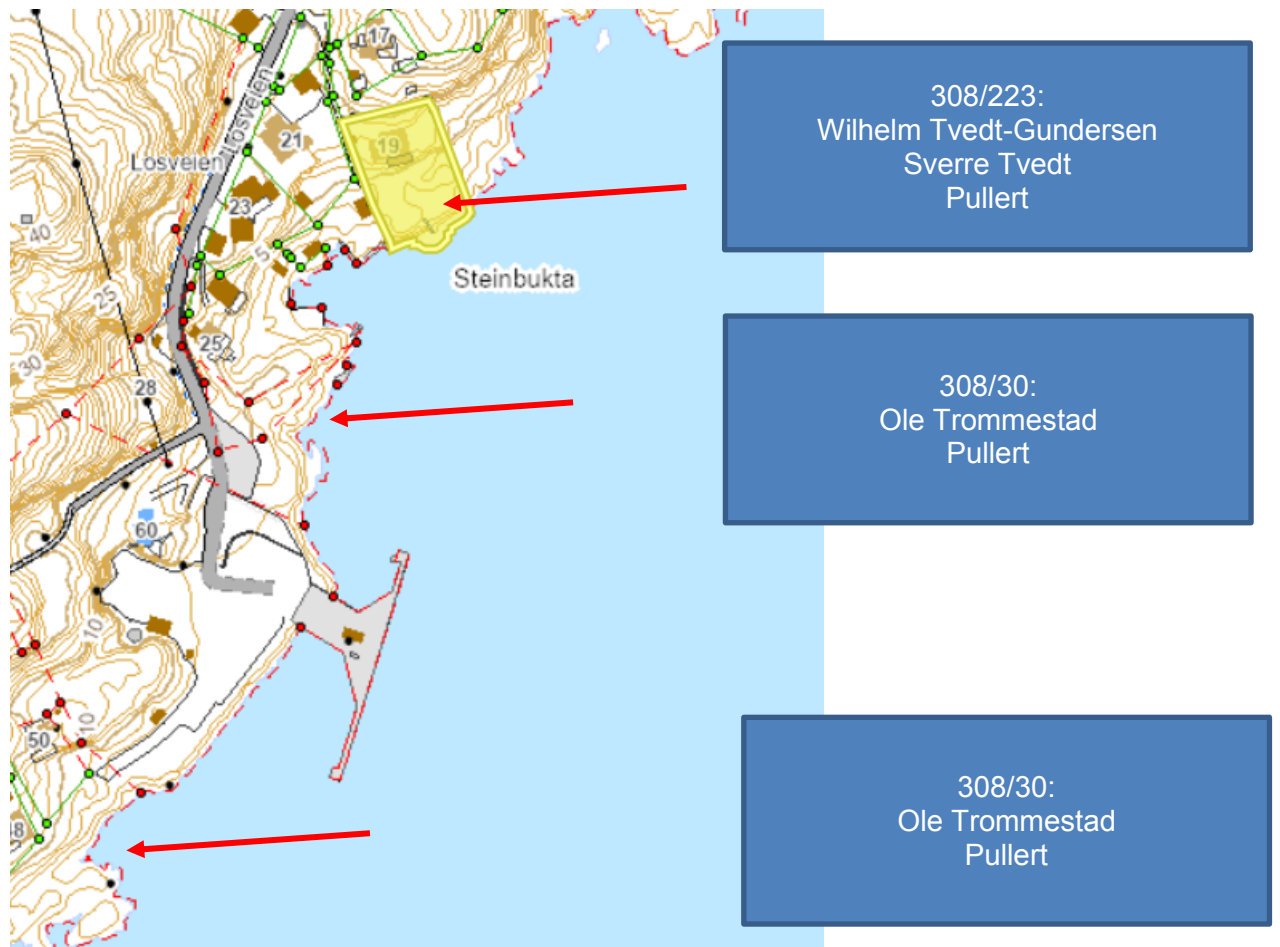 17
Losveien
Losveien
21
19
23
40
5
25
Steinbukta
30
25
28
60
10
50
10
48
308/223:
Wilhelm Tvedt-Gundersen
Sverre Tvedt
Pullert
308/30:
Ole Trommestad
Pullert
308/30:
Ole Trommestad
Pullert